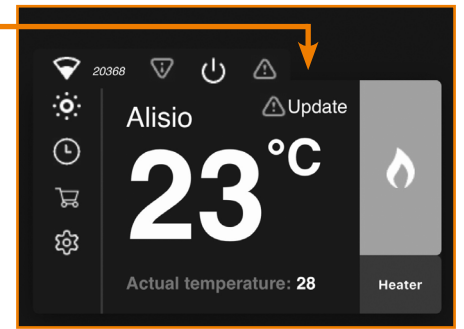 20368
Update
Alisio
23°C
Actual temperature: 28
Heater